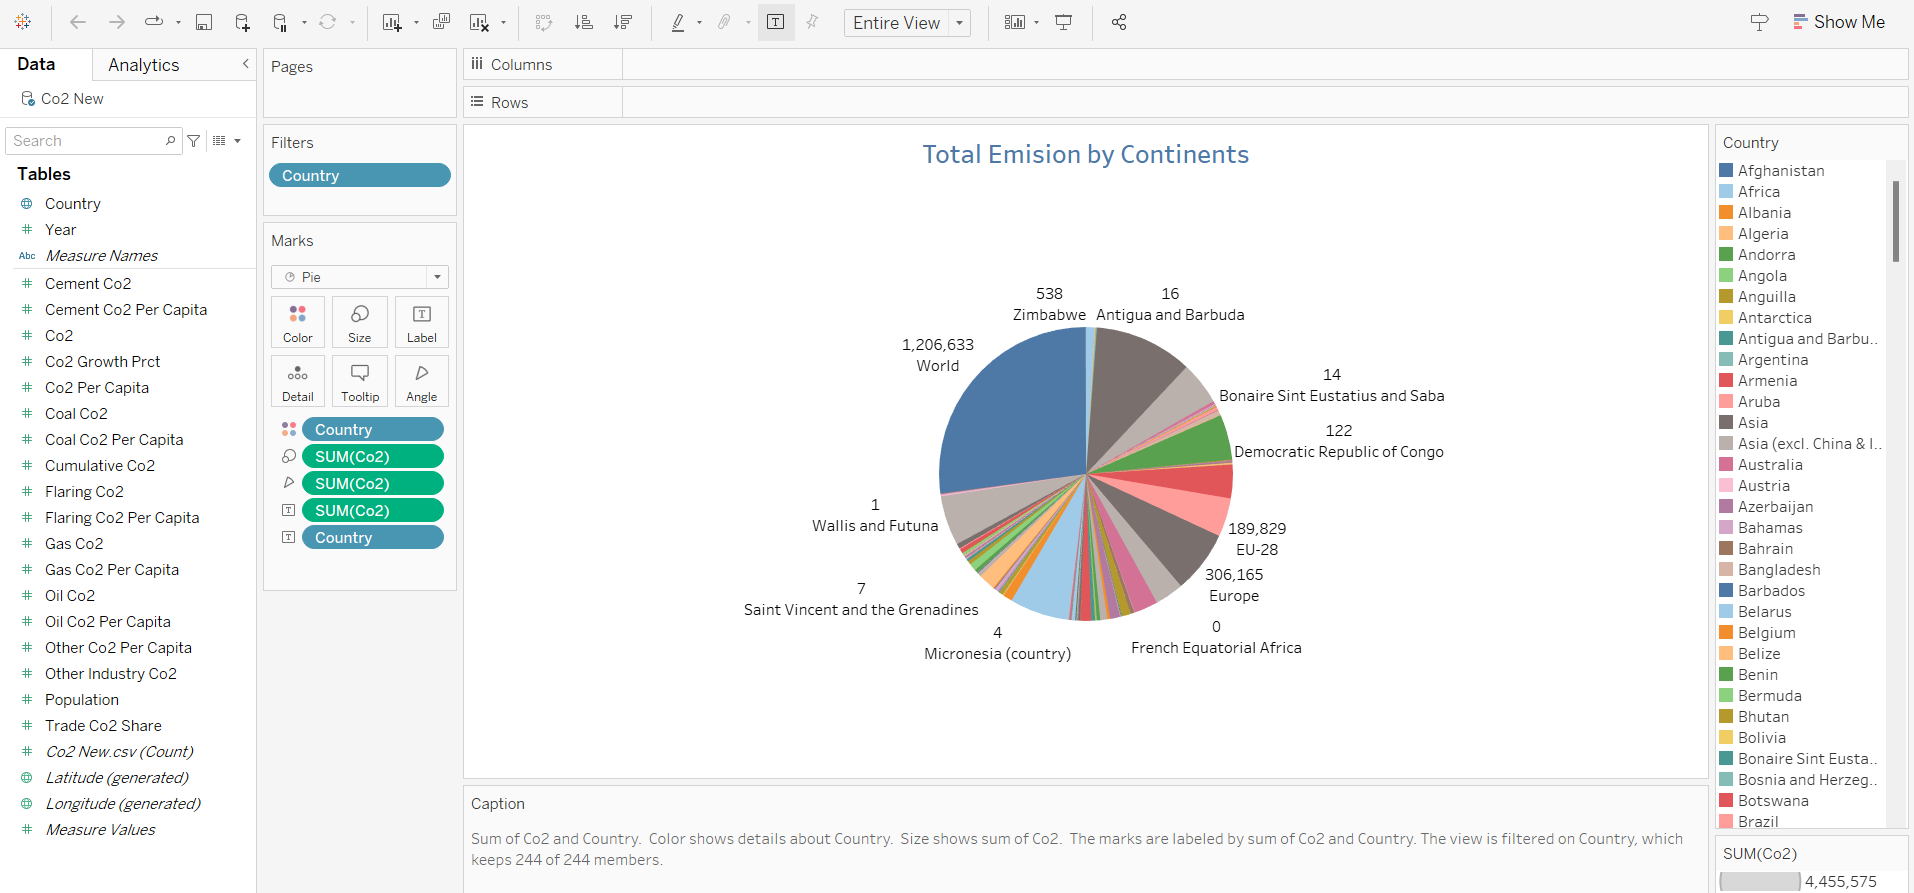 Entire View
Show Me
Data
Analytics
Co2 New
Search
Tables
Country
Year
Abc Measure Names
Cement Co2
Cement Co2 Per Capita
Co2
Co2 Growth Prct
Co2 Per Capita
Coal Co2
Coal Co2 Per Capita
Cumulative Co2
Flaring Co2
Flaring Co2 Per Capita
Gas Co2
Gas Co2 Per Capita
Oil Co2
Oil Co2 Per Capita
Other Co2 Per Capita
Other Industry Co2
Population
Trade Co2 Share
Co2 New.csv (Count)
Latitude (generated)
Longitude (generated)
Measure Values
Pages
Filters
Country
Marks
Pie
Color
Size
Label
Detail
Tooltip
Angle
Country
SUM(Co2)
SUM(Co2)
SUM(Co2)
Country
Columns
Rows
Total Emision by Continents
538
Zimbabwe
16
Antigua and Barbuda
1,206,633
World
14
Bonaire Sint Eustatius and Saba
122
Democratic Republic of Congo
1
Wallis and Futuna
189,829
EU-28
306,165
Europe
7
Saint Vincent and the Grenadines
0
French Equatorial Africa
4
Micronesia (country)
Caption
Sum of Co2 and Country. Color shows details about Country. Size shows sum of Co2. The marks are labeled by sum of Co2 and Country. The view is filtered on Country, which
keeps 244 of 244 members.
Country
Afghanistan
Africa
Albania
Algeria
Andorra
Angola
Anguilla
Antarctica
Antigua and Barbu..
Argentina
Armenia
Aruba
Asia
Asia (excl. China & I..
Australia
Austria
Azerbaijan
Bahamas
Bahrain
Bangladesh
Barbados
Belarus
Belgium
Belize
Benin
Bermuda
Bhutan
Bolivia
Bonaire Sint Eusta..
Bosnia and Herzeg..
Botswana
Brazil
SUM(Co2)
4,455,575